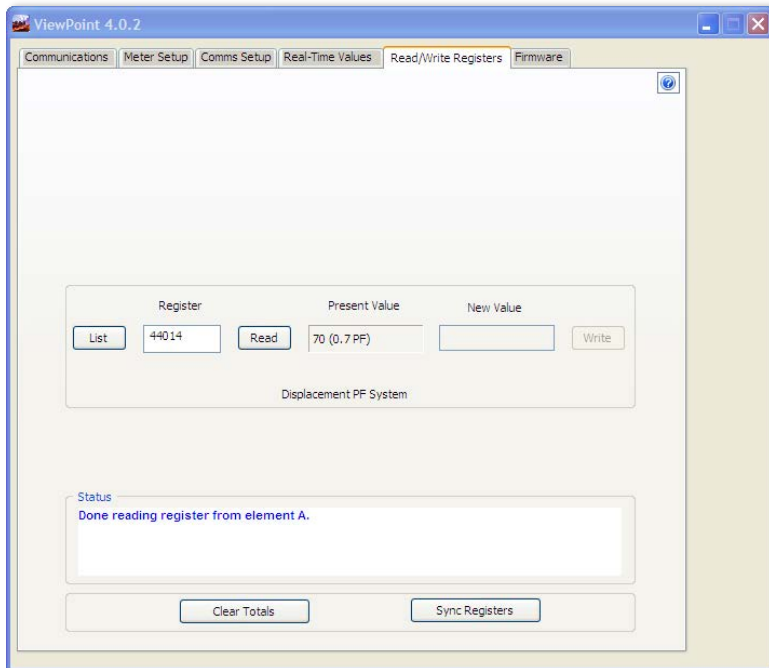 ViewPoint 4.0.2
Communications Meter Setup Comms Setup Real-Time Values Read/Write Registers Firmware
Register Present Value New Value
List 44014 Read 70 (0.7 PF) Write
Displacement PF System
Status
Done reading register from element A.
Clear Totals Sync Registers